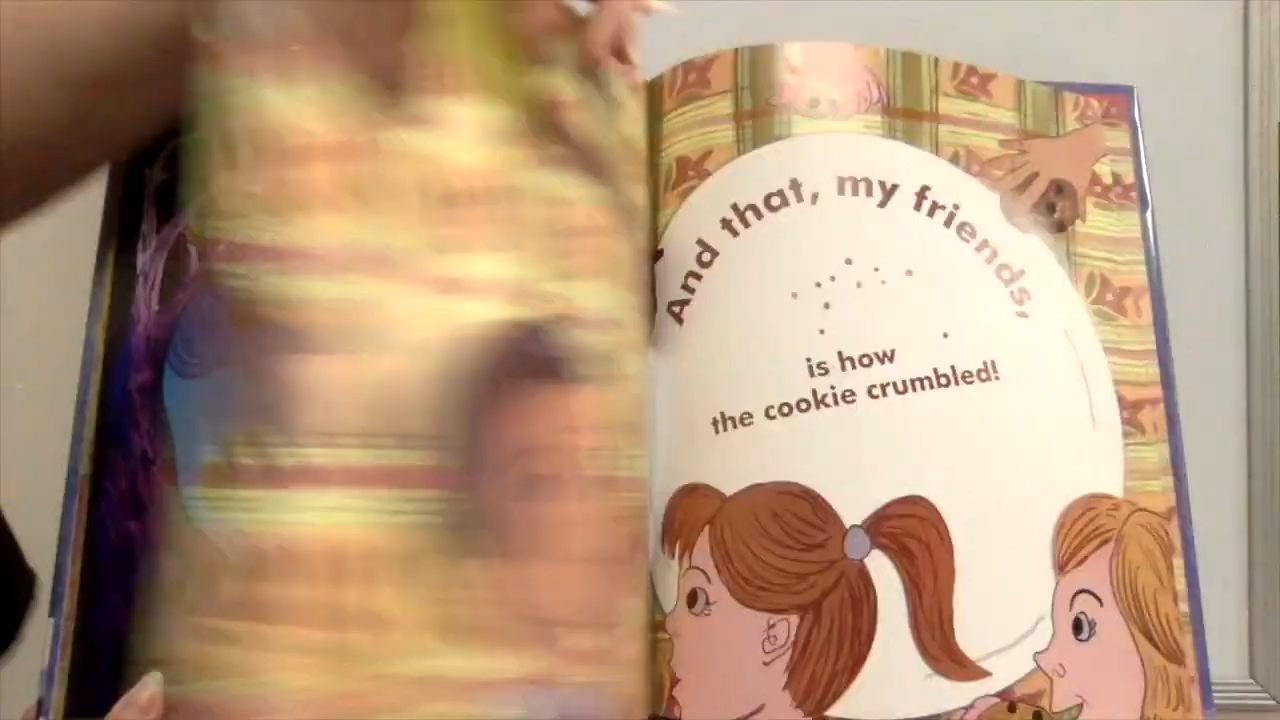 And that, my friends,
is how
the cookie crumbled!